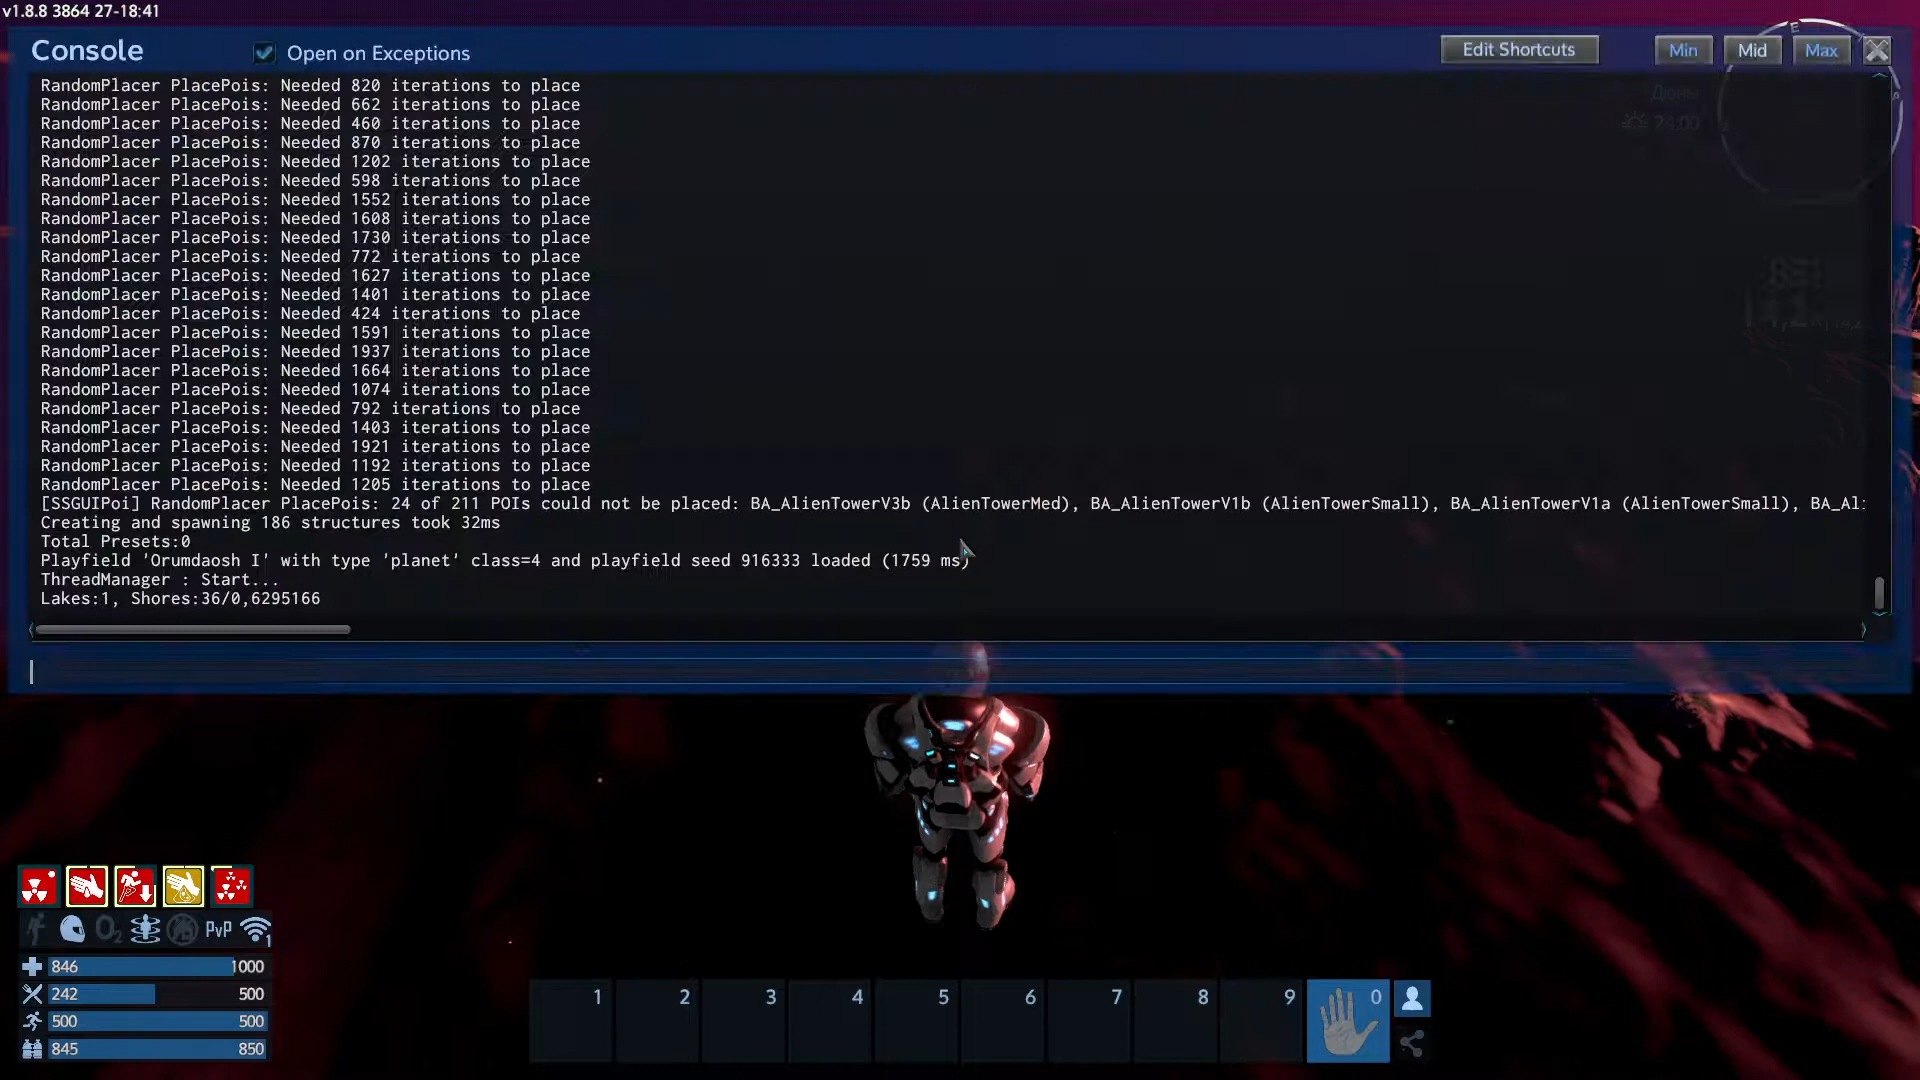 v1.8.8 3864 27-18:41
Console
Open on Exceptions
Edit Shortcuts
Min
Mid
Max
RandomPlacer PlacePois: Needed 820 iterations to place
RandomPlacer PlacePois: Needed 662 iterations to place
RandomPlacer PlacePois: Needed 460 iterations to place
RandomPlacer PlacePois: Needed 870 iterations to place
RandomPlacer PlacePois: Needed 1202 iterations to place
RandomPlacer PlacePois: Needed 598 iterations to place
RandomPlacer PlacePois: Needed 1552 iterations to place
RandomPlacer PlacePois: Needed 1608 iterations to place
RandomPlacer PlacePois: Needed 1730 iterations to place
RandomPlacer PlacePois: Needed 772 iterations to place
RandomPlacer PlacePois: Needed 1627 iterations to place
RandomPlacer PlacePois: Needed 1401 iterations to place
RandomPlacer PlacePois: Needed 424 iterations to place
RandomPlacer PlacePois: Needed 1591 iterations to place
RandomPlacer PlacePois: Needed 1937 iterations to place
RandomPlacer PlacePois: Needed 1664 iterations to place
RandomPlacer PlacePois: Needed 1074 iterations to place
RandomPlacer PlacePois: Needed 792 iterations to place
RandomPlacer PlacePois: Needed 1403 iterations to place
RandomPlacer PlacePois: Needed 1921 iterations to place
RandomPlacer PlacePois: Needed 1192 iterations to place
RandomPlacer PlacePois: Needed 1205 iterations to place
[SSGUIPoi] RandomPlacer PlacePois: 24 of 211 POIs could not be placed: BA_AlienTowerV3b (AlienTowerMed), BA_AlienTowerV1b (AlienTowerSmall), BA_AlienTowerV1a (AlienTowerSmall), BA_Al
Creating and spawning 186 structures took 32ms
Total Presets:0
Playfield 'Orumdaosh I' with type 'planet' class=4 and playfield seed 916333 loaded (1759 ms)
ThreadManager : Start...
Lakes:1, Shores:36/0,6295166
Дюны
24:00
E
O2
PvP
1
846 1000
242 500
500 500
845 850
1 2 3 4 5 6 7 8 9 0